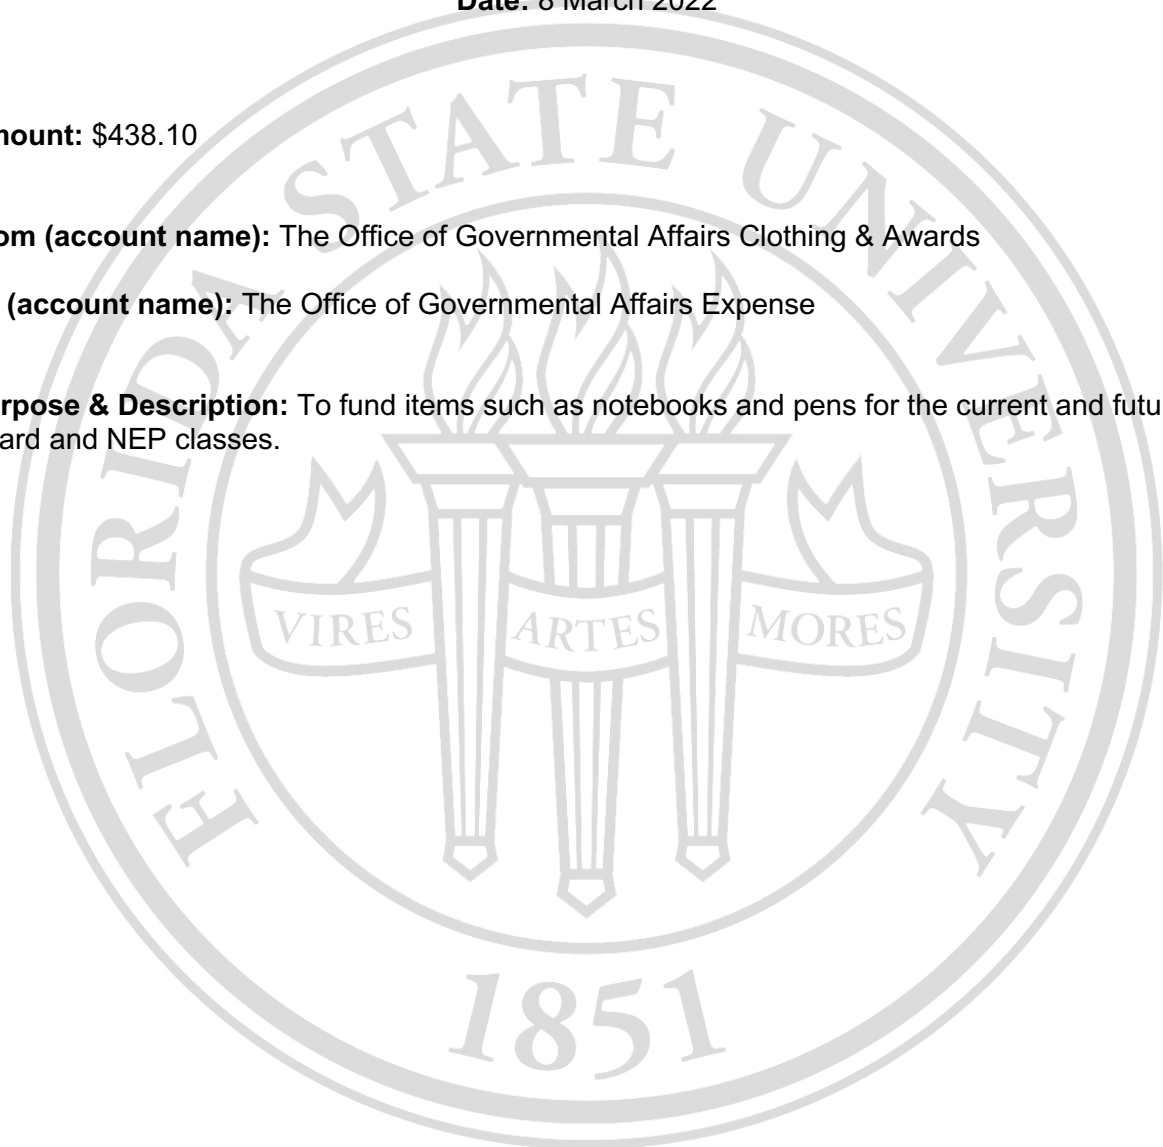 Date: 8 March 2022
mount: $438.10
om (account name): The Office of Governmental Affairs Clothing & Awards
(account name): The Office of Governmental Affairs Expense
rpose & Description: To fund items such as notebooks and pens for the current and futu
ard and NEP classes.
FLORIDA STATE UNIVERSITY
VIRES ARTES MORES
1851